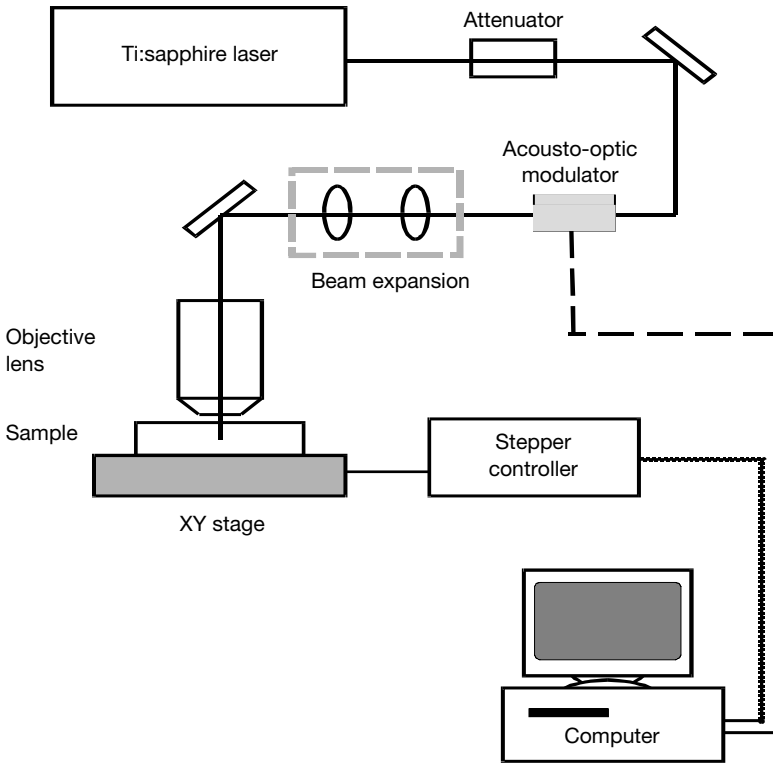 Attenuator
Ti:sapphire laser
Acousto-optic
modulator
Beam expansion
Objective
lens
Sample
Stepper
controller
XY stage
Computer